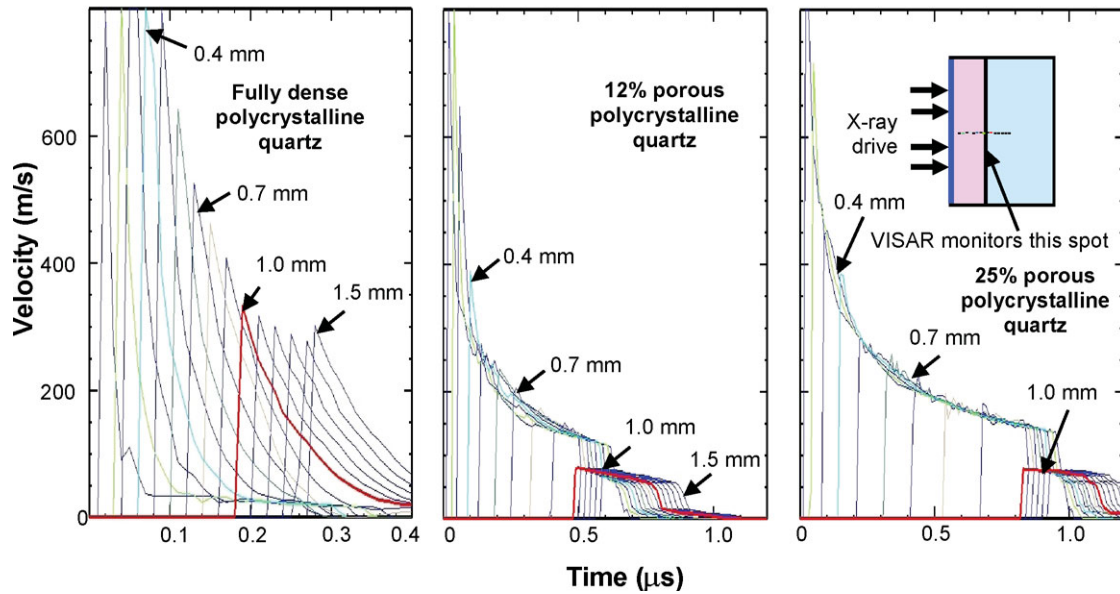 Velocity (m/s)
800
600
400
200
0
0.4 mm
Fully dense
polycrystalline
quartz
0.7 mm
1.0 mm
1.5 mm
0.1
0.2
0.3
0.4
12% porous
polycrystalline
quartz
0.4 mm
0.7 mm
1.0 mm
1.5 mm
0
0.5
1.0
X-ray
drive
0.4 mm
VISAR monitors this spot
25% porous
polycrystalline
quartz
0.7 mm
1.0 mm
0
0.5
1.0
Time (μs)